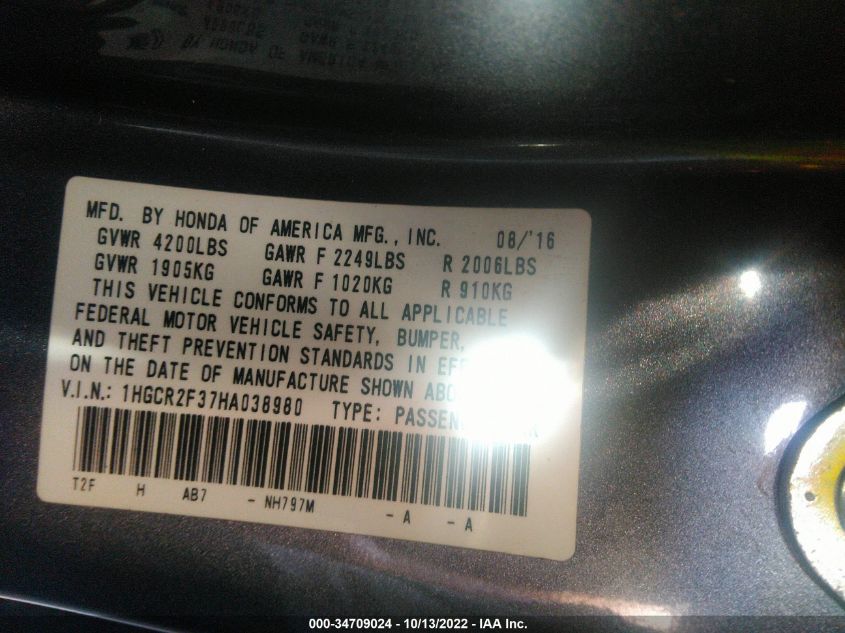 MFD. BY HONDA OF AMERICA MFG., INC. 08/'16
GVWR 4200LBS GAWR F 2249LBS R 2006LBS
GVWR 1905KG GAWR F 1020KG R 910KG
THIS VEHICLE CONFORMS TO ALL APPLICABLE
FEDERAL MOTOR VEHICLE SAFETY, BUMPER,
AND THEFT PREVENTION STANDARDS IN
ON THE DATE OF MANUFACTURE SHOWN
V.I.N.: 1HGCR2F37HA038980 TYPE:
T2F H AB7 - NH797M - A - A
000-34709024 - 10/13/2022 - IAA Inc.